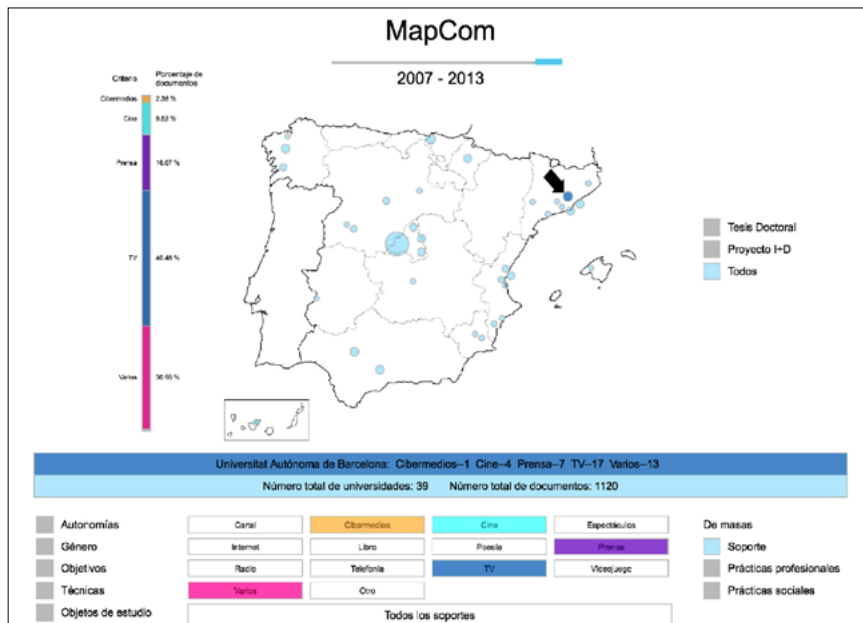 MapCom
2007 - 2013
Criterio Porcentaje de documentos
Cibermedios 2.38 %
Cine 9.52 %
Prensa 16.67 %
TV 40.48 %
Varios 30.95 %
Tesis Doctoral
Proyecto I+D
Todos
Universitat Autónoma de Barcelona: Cibermedios--1 Cine--4 Prensa--7 TV--17 Varios--13
Número total de universidades: 39 Número total de documentos: 1120
Autonomías Cartel Cibermedios Cine Espectáculos De masas
Género Internet Libro Poesía Prensa Soporte
Objetivos Radio Telefonía TV Videojuego Prácticas profesionales
Técnicas Varios Otro Prácticas sociales
Objetos de estudio Todos los soportes